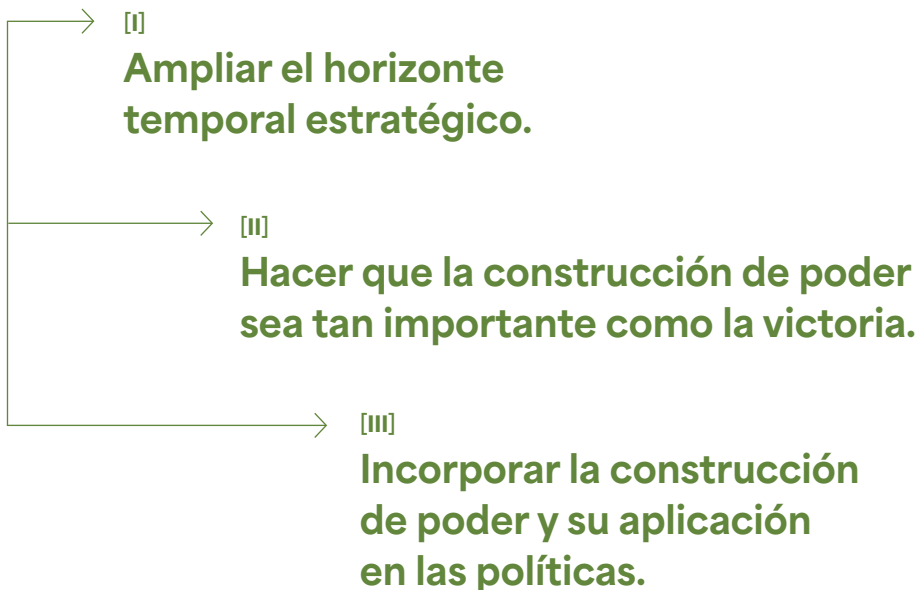 [I]
Ampliar el horizonte
temporal estratégico.
[II]
Hacer que la construcción de poder
sea tan importante como la victoria.
[III]
Incorporar la construcción
de poder y su aplicación
en las políticas.